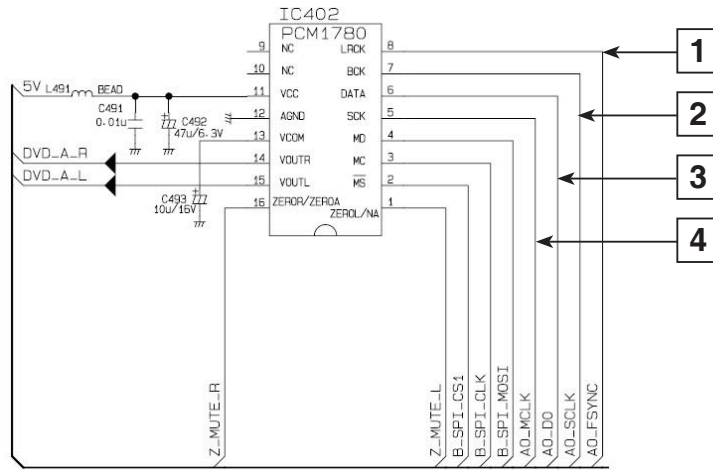 IC402
PCM1780
9 NC LRCK 8
10 NC BCK 7
11 VCC DATA 6
12 AGND SCK 5
13 VCOM MD 4
14 VOUTR MC 3
15 VOUTL MS 2
16 ZEROR/ZEROA
ZEROL/NA 1
5V L491 BEAD
C491
0.01u
C492
47u/6.3V
DVD_A_R
DVD_A_L
C493
10u/16V
1
2
3
4
Z_MUTE_R
Z_MUTE_L
B_SPI_CS1
B_SPI_CLK
B_SPI_MOSI
AO_MCLK
AO_D0
AO_SCLK
AO_FSYNC